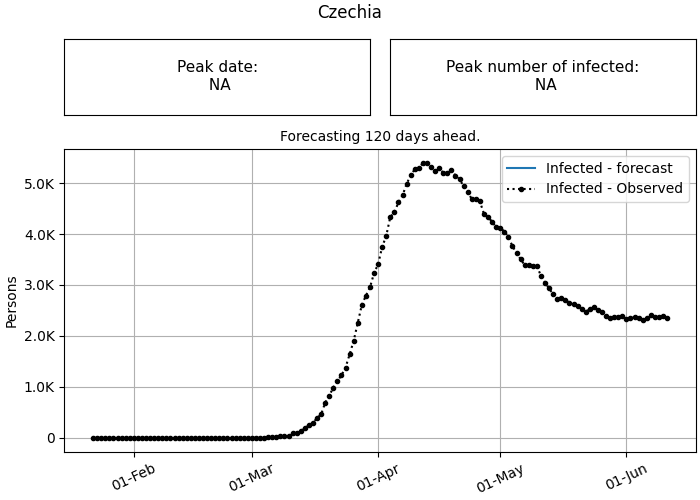 Czechia
Peak date:
NA
Peak number of infected:
NA
Forecasting 120 days ahead.
Infected - forecast
Infected - Observed
5.0K
4.0K
3.0K
2.0K
1.0K
0
Persons
01-Feb
01-Mar
01-Apr
01-May
01-Jun